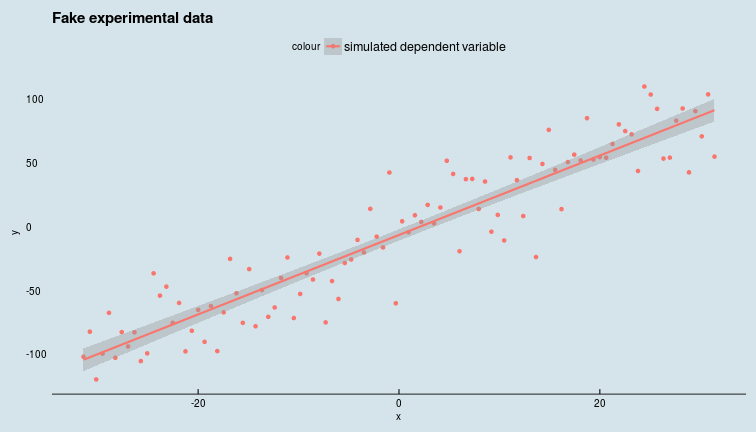 Fake experimental data
colour simulated dependent variable
100
50
0
-50
-100
y
-20 0 20
x